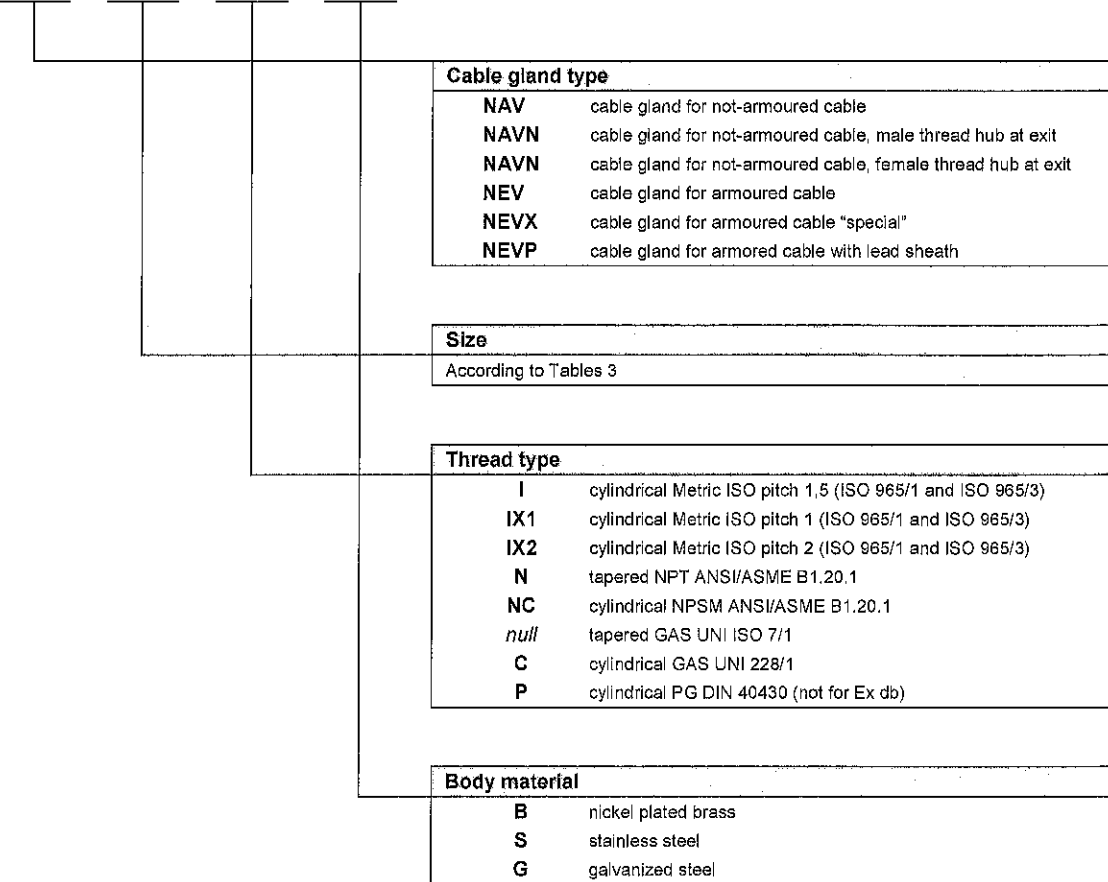 Cable gland type
NAV cable gland for not-armoured cable
NAVN cable gland for not-armoured cable, male thread hub at exit
NAVN cable gland for not-armoured cable, female thread hub at exit
NEV cable gland for armoured cable
NEVX cable gland for armoured cable "special"
NEVP cable gland for armored cable with lead sheath
Size
According to Tables 3
Thread type
I cylindrical Metric ISO pitch 1,5 (ISO 965/1 and ISO 965/3)
IX1 cylindrical Metric ISO pitch 1 (ISO 965/1 and ISO 965/3)
IX2 cylindrical Metric ISO pitch 2 (ISO 965/1 and ISO 965/3)
N tapered NPT ANSI/ASME B1.20.1
NC cylindrical NPSM ANSI/ASME B1.20.1
null tapered GAS UNI ISO 7/1
C cylindrical GAS UNI 228/1
P cylindrical PG DIN 40430 (not for Ex db)
Body material
B nickel plated brass
S stainless steel
G galvanized steel